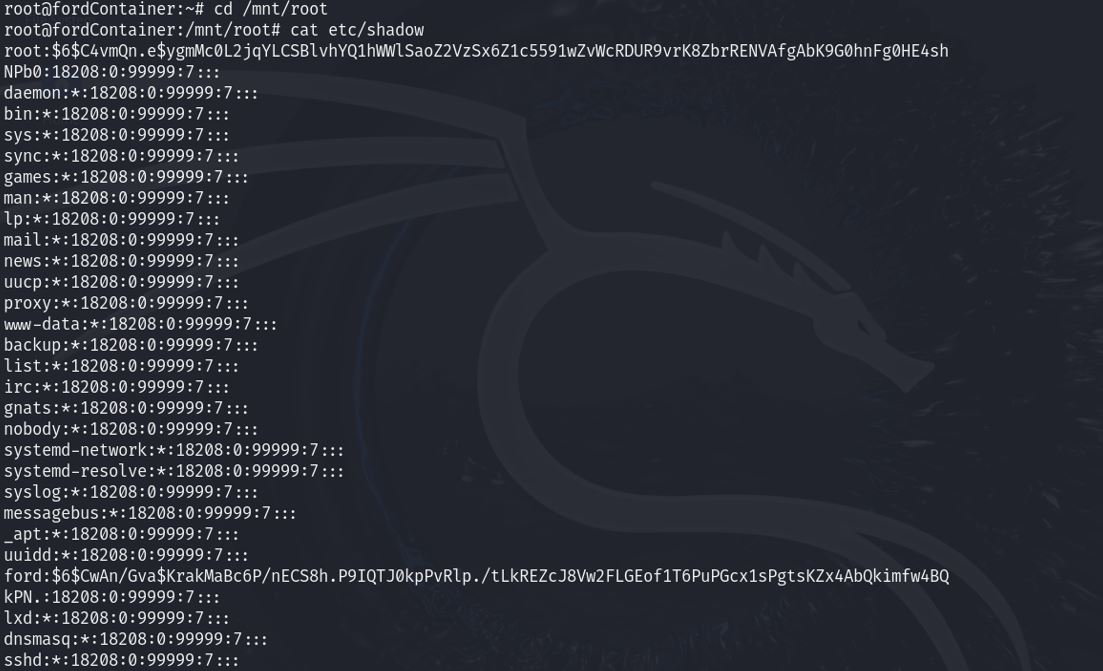 root@fordContainer:~# cd /mnt/root
root@fordContainer:/mnt/root# cat etc/shadow
root:$6$C4vmQn.e$ygmMc0L2jqYLCSBlvhYQ1hWWlSaoZ2VzSx6Z1c5591wZvWcRDUR9vrK8ZbrRENVAfgAbK9G0hnFg0HE4sh
NPb0:18208:0:99999:7:::
daemon:*:18208:0:99999:7:::
bin:*:18208:0:99999:7:::
sys:*:18208:0:99999:7:::
sync:*:18208:0:99999:7:::
games:*:18208:0:99999:7:::
man:*:18208:0:99999:7:::
lp:*:18208:0:99999:7:::
mail:*:18208:0:99999:7:::
news:*:18208:0:99999:7:::
uucp:*:18208:0:99999:7:::
proxy:*:18208:0:99999:7:::
www-data:*:18208:0:99999:7:::
backup:*:18208:0:99999:7:::
list:*:18208:0:99999:7:::
irc:*:18208:0:99999:7:::
gnats:*:18208:0:99999:7:::
nobody:*:18208:0:99999:7:::
systemd-network:*:18208:0:99999:7:::
systemd-resolve:*:18208:0:99999:7:::
syslog:*:18208:0:99999:7:::
messagebus:*:18208:0:99999:7:::
_apt:*:18208:0:99999:7:::
uuidd:*:18208:0:99999:7:::
ford:$6$CwAn/Gva$KrakMaBc6P/nECS8h.P9IQTJ0kpPvRlp./tLkREZcJ8Vw2FLGEof1T6PuPGcx1sPgtsKZx4AbQkimfw4BQ
kPN.:18208:0:99999:7:::
lxd:*:18208:0:99999:7:::
dnsmasq:*:18208:0:99999:7:::
sshd:*:18208:0:99999:7:::